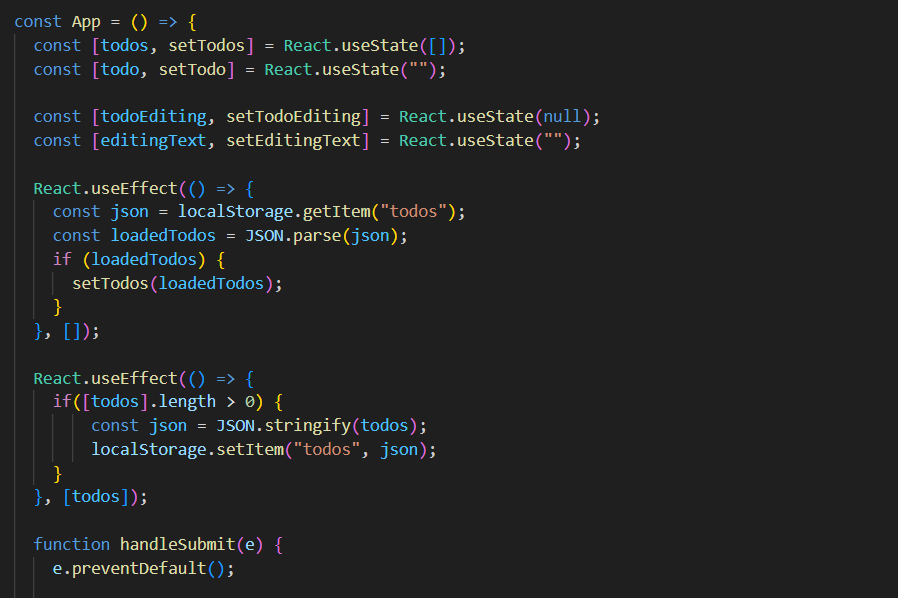 const App = () => {
const [todos, setTodos] = React.useState([]);
const [todo, setTodo] = React.useState("");
const [todoEditing, setTodoEditing] = React.useState(null);
const [editingText, setEditingText] = React.useState("");
React.useEffect(() => {
const json = localStorage.getItem("todos");
const loadedTodos = JSON.parse(json);
if (loadedTodos) {
setTodos(loadedTodos);
}
}, []);
React.useEffect(() => {
if([todos].length > 0) {
const json = JSON.stringify(todos);
localStorage.setItem("todos", json);
}
}, [todos]);
function handleSubmit(e) {
e.preventDefault();